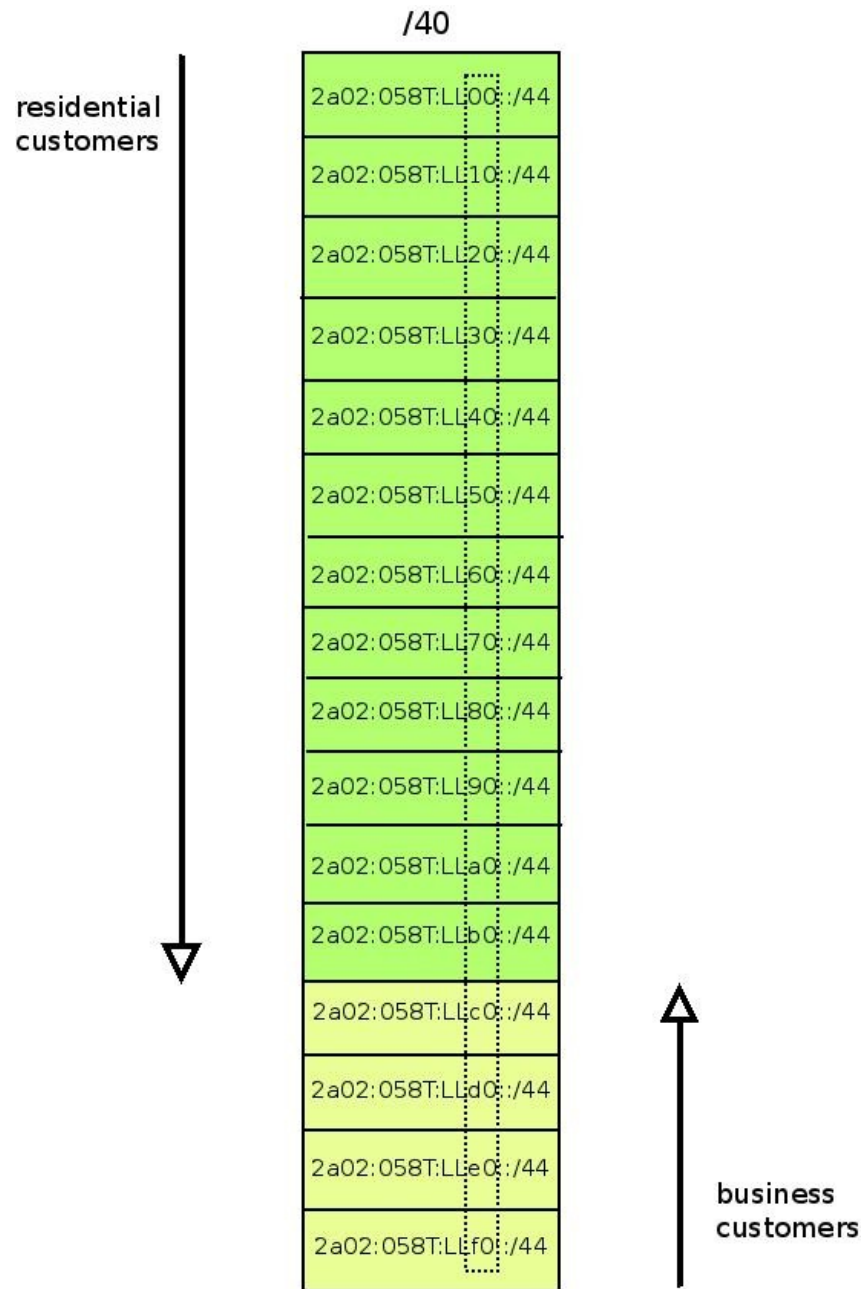 /40
residential
customers
2a02:058T:LL00::/44
2a02:058T:LL10::/44
2a02:058T:LL20::/44
2a02:058T:LL30::/44
2a02:058T:LL40::/44
2a02:058T:LL50::/44
2a02:058T:LL60::/44
2a02:058T:LL70::/44
2a02:058T:LL80::/44
2a02:058T:LL90::/44
2a02:058T:LLa0::/44
2a02:058T:LLb0::/44
2a02:058T:LLc0::/44
2a02:058T:LLd0::/44
2a02:058T:LLe0::/44
2a02:058T:LLf0::/44
business
customers